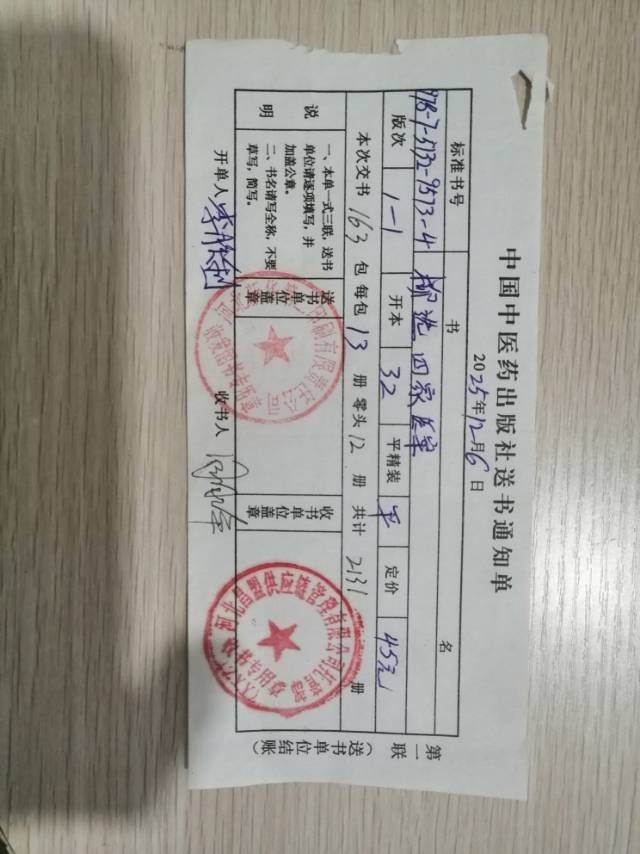 中国中医药出版社送书通知单
2025年12月6日
标准书号 书 名
978-7-5132-9573-4 柳选四家医案
版次 1-1 开本 32 平精装 平 定价 45元
本次交书 163 包 每包 13 册 零头 12 册 共计 2131 册
说明
一、本单一式三联，送书
单位请逐项填写，并
加盖公章。
二、书名请写全称，不要
草写，简写。
送书单位盖章
收书单位盖章
开单人
收书人
第一联
（送书单位结账）